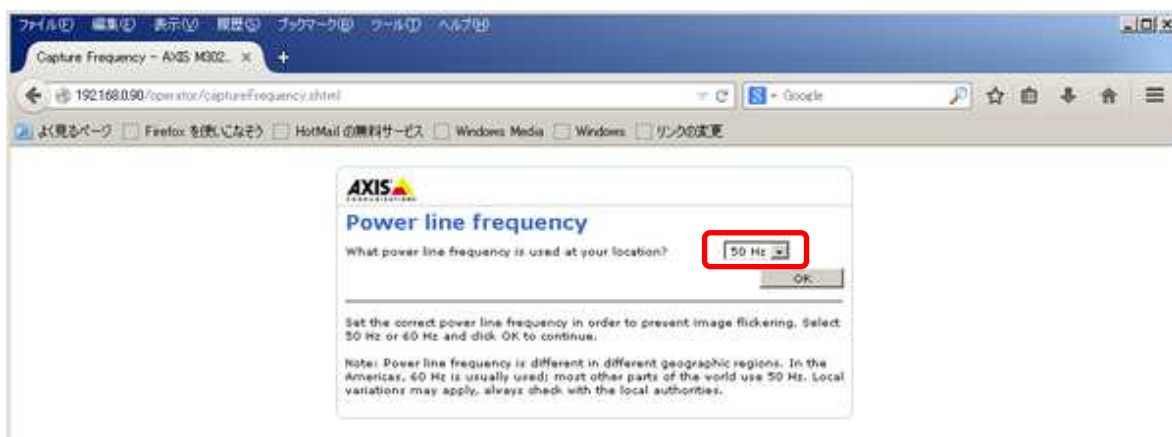 ファイル(F) 編集(E) 表示(V) 履歴(S) ブックマーク(B) ツール(T) ヘルプ(H)
Capture Frequency - AXIS M302... × +
192.168.0.90/operator/captureFrequency.shtml
Google
よく見るページ Firefox を使いこなそう HotMail の無料サービス Windows Media Windows リンクの変更
AXIS
COMMUNICATIONS
Power line frequency
What power line frequency is used at your location? 50 Hz
OK
Set the correct power line frequency in order to prevent image flickering. Select
50 Hz or 60 Hz and click OK to continue.
Note: Power line frequency is different in different geographic regions. In the
Americas, 60 Hz is usually used; most other parts of the world use 50 Hz. Local
variations may apply, always check with the local authorities.